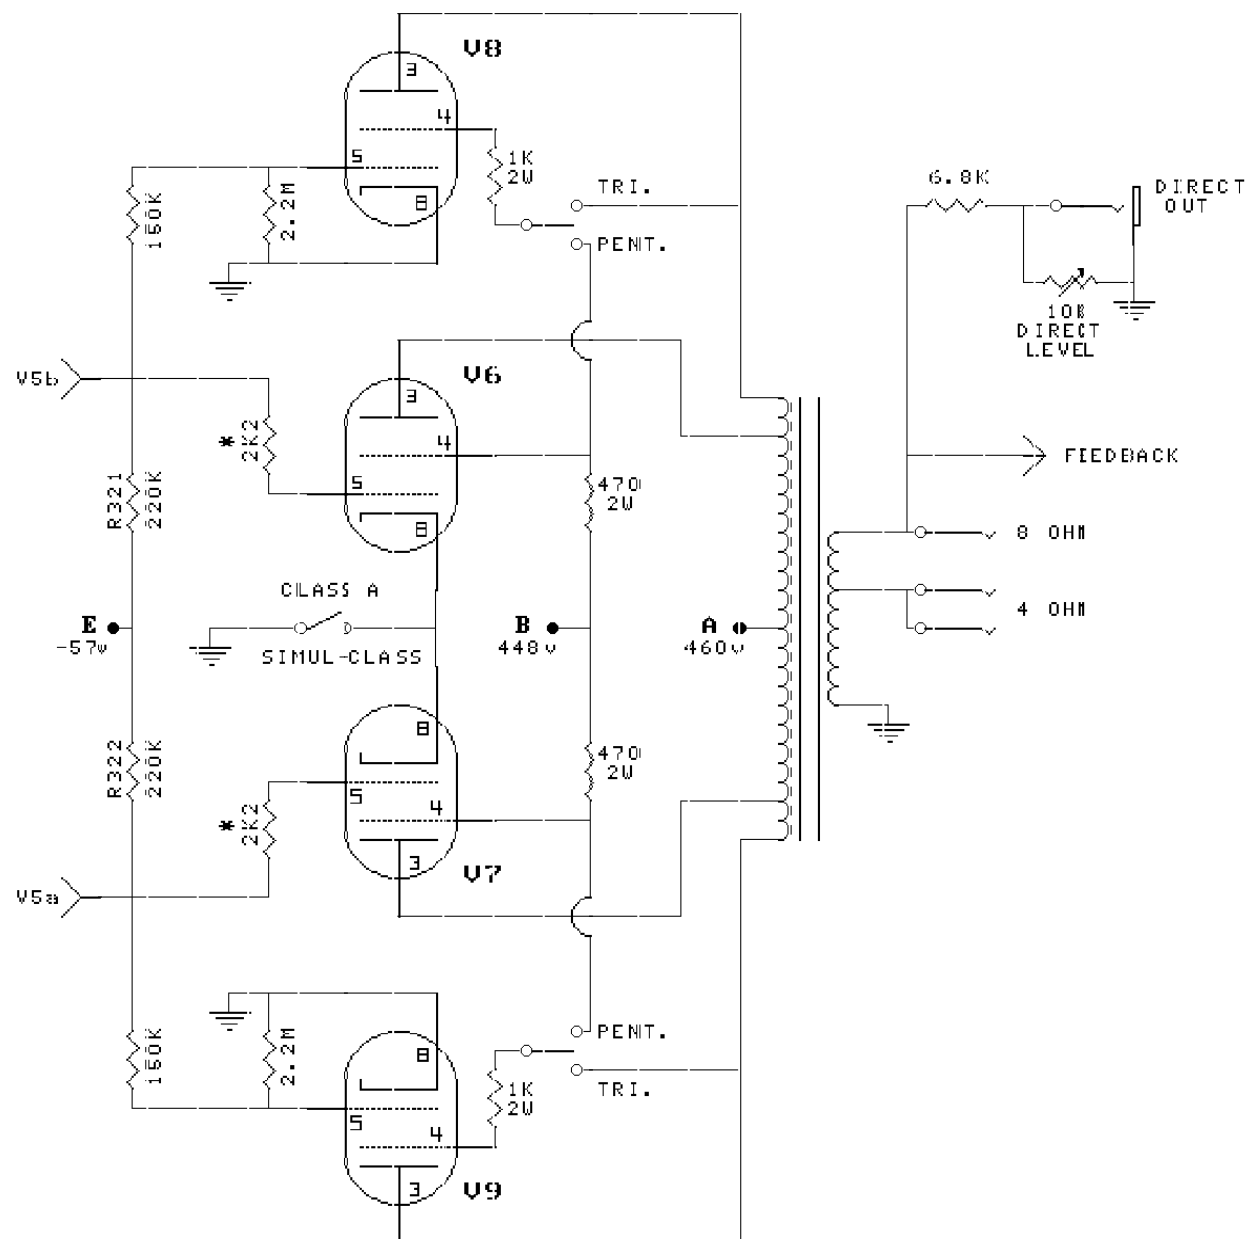 V8
3
4
5
8
150K
2.2M
1K
2W
TRI.
PENT.
6.8K
DIRECT
OUT
10K
DIRECT
LEVEL
V5b
V6
3
4
5
8
* 2K2
R321
220K
470
2W
FEEDBACK
8 OHM
4 OHM
CLASS A
SIMUL-CLASS
E
-57v
B
448v
A
460v
R322
220K
* 2K2
8
5
4
3
V7
470
2W
V5a
150K
2.2M
8
5
4
3
V9
1K
2W
PENT.
TRI.